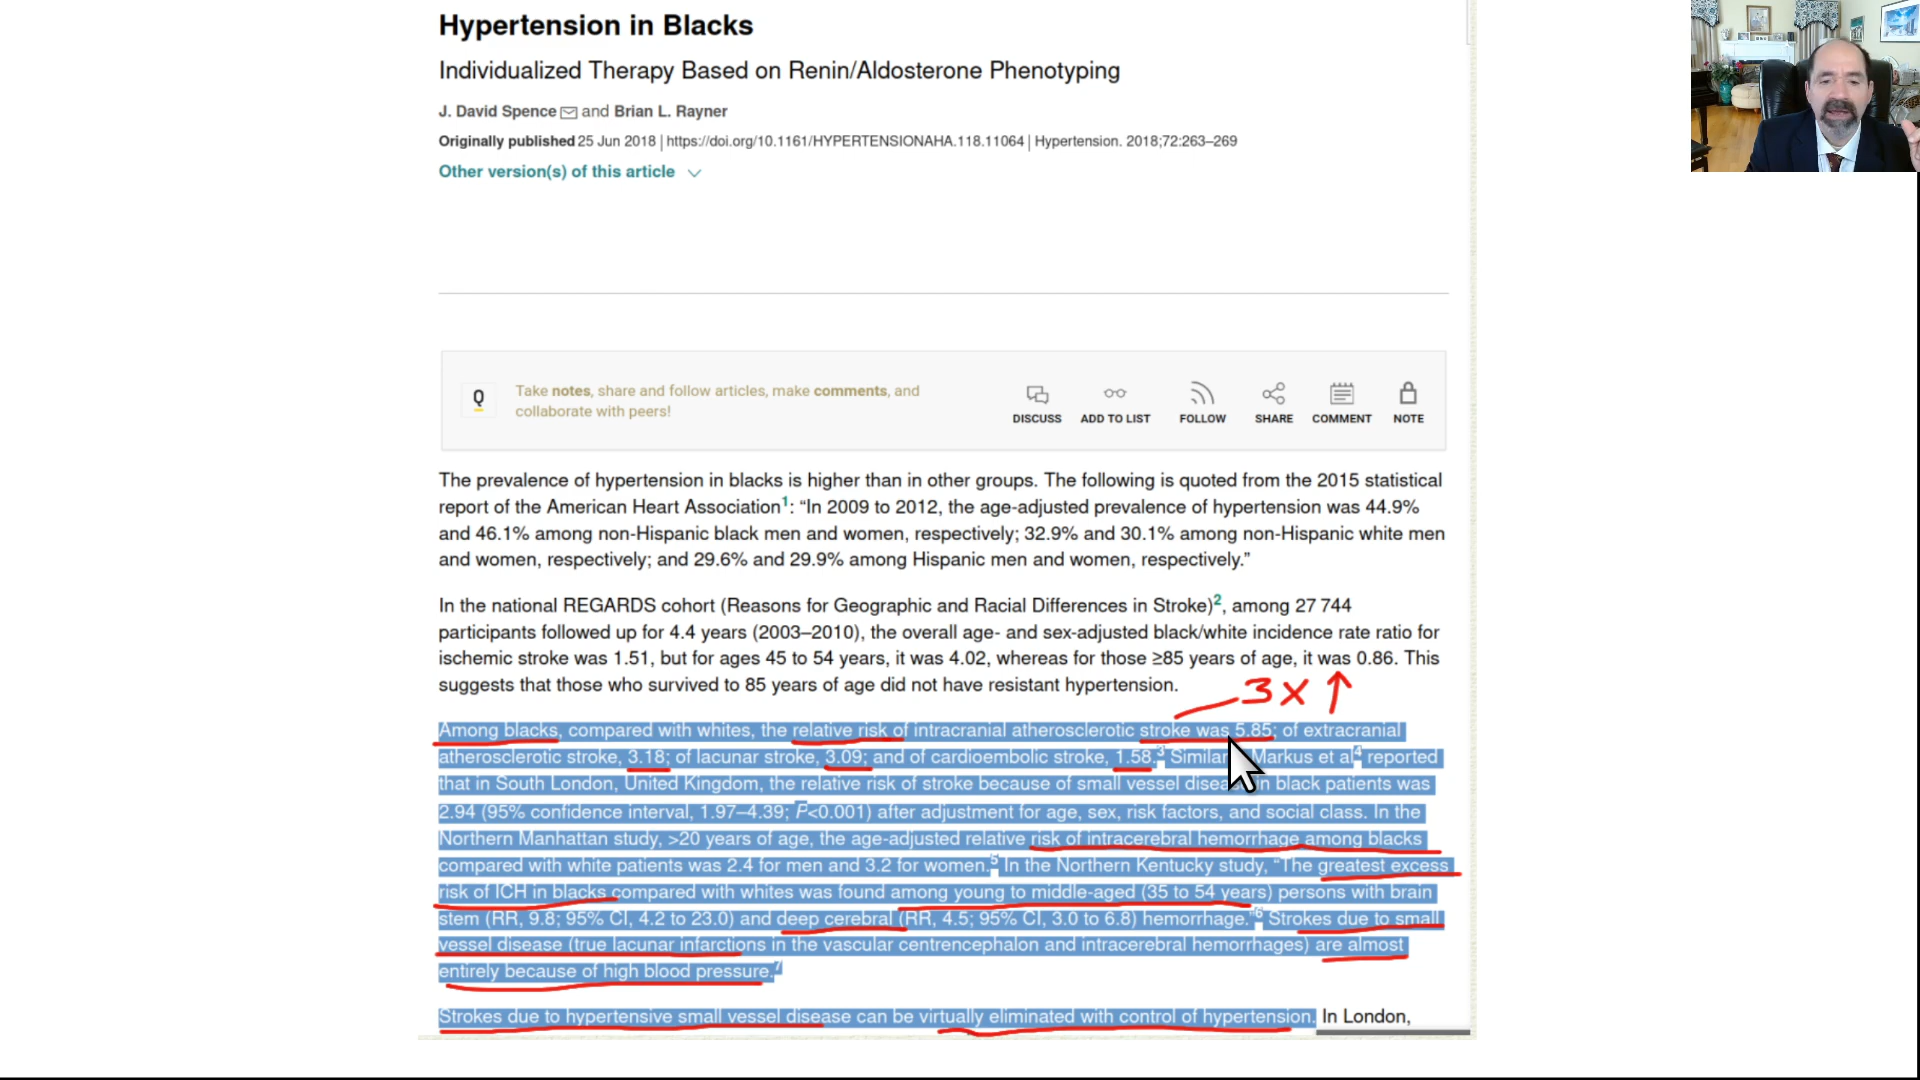 Hypertension in Blacks
Individualized Therapy Based on Renin/Aldosterone Phenotyping
J. David Spence and Brian L. Rayner
Originally published 25 Jun 2018 | https://doi.org/10.1161/HYPERTENSIONAHA.118.11064 | Hypertension. 2018;72:263–269
Other version(s) of this article
Q
Take notes, share and follow articles, make comments, and
collaborate with peers!
DISCUSS ADD TO LIST FOLLOW SHARE COMMENT NOTE
The prevalence of hypertension in blacks is higher than in other groups. The following is quoted from the 2015 statistical
report of the American Heart Association1: “In 2009 to 2012, the age-adjusted prevalence of hypertension was 44.9%
and 46.1% among non-Hispanic black men and women, respectively; 32.9% and 30.1% among non-Hispanic white men
and women, respectively; and 29.6% and 29.9% among Hispanic men and women, respectively.”
In the national REGARDS cohort (Reasons for Geographic and Racial Differences in Stroke)2, among 27 744
participants followed up for 4.4 years (2003–2010), the overall age- and sex-adjusted black/white incidence rate ratio for
ischemic stroke was 1.51, but for ages 45 to 54 years, it was 4.02, whereas for those ≥85 years of age, it was 0.86. This
suggests that those who survived to 85 years of age did not have resistant hypertension.
3x ↑
Among blacks, compared with whites, the relative risk of intracranial atherosclerotic stroke was 5.85; of extracranial
atherosclerotic stroke, 3.18; of lacunar stroke, 3.09; and of cardioembolic stroke, 1.58.3 Markus et al4 reported
that in South London, United Kingdom, the relative risk of stroke because of small vessel in black patients was
2.94 (95% confidence interval, 1.97–4.39; P<0.001) after adjustment for age, sex, risk factors, and social class. In the
Northern Manhattan study, >20 years of age, the age-adjusted relative risk of intracerebral hemorrhage among blacks
compared with white patients was 2.4 for men and 3.2 for women.5 In the Northern Kentucky study, “The greatest excess
risk of ICH in blacks compared with whites was found among young to middle-aged (35 to 54 years) persons with brain
stem (RR, 9.8; 95% CI, 4.2 to 23.0) and deep cerebral (RR, 4.5; 95% CI, 3.0 to 6.8) hemorrhage.”6 Strokes due to small
vessel disease (true lacunar infarctions in the vascular centrencephalon and intracerebral hemorrhages) are almost
entirely because of high blood pressure.7
Strokes due to hypertensive small vessel disease can be virtually eliminated with control of hypertension. In London,